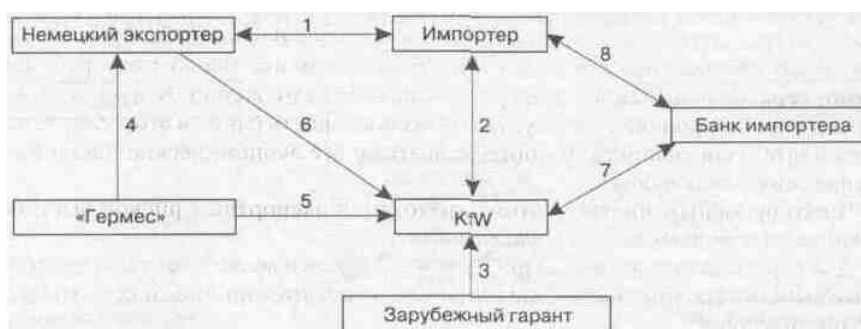 Немецкий экспортер
1
Импортер
8
4
6
2
Банк импортера
7
«Гермес»
5
KfW
3
Зарубежный гарант